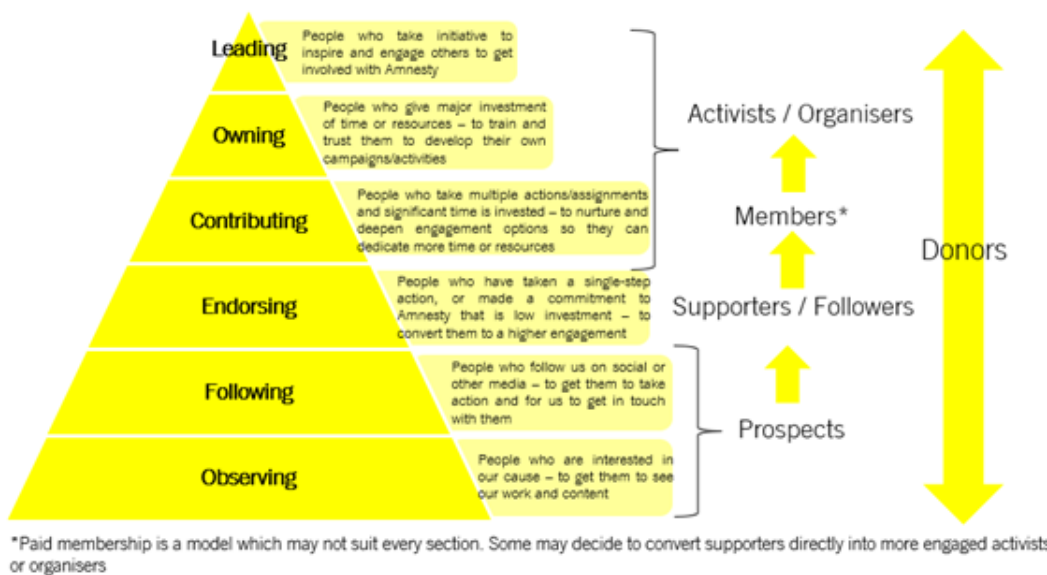 Leading
People who take initiative to
inspire and engage others to get
involved with Amnesty
Owning
People who give major investment
of time or resources – to train and
trust them to develop their own
campaigns/activities
Contributing
People who take multiple actions/assignments
and significant time is invested – to nurture and
deepen engagement options so they can
dedicate more time or resources
Endorsing
People who have taken a single-step
action, or made a commitment to
Amnesty that is low investment – to
convert them to a higher engagement
Following
People who follow us on social or
other media – to get them to take
action and for us to get in touch
with them
Observing
People who are interested in
our cause – to get them to see
our work and content
Activists / Organisers
Members*
Supporters / Followers
Prospects
Donors
*Paid membership is a model which may not suit every section. Some may decide to convert supporters directly into more engaged activists
or organisers